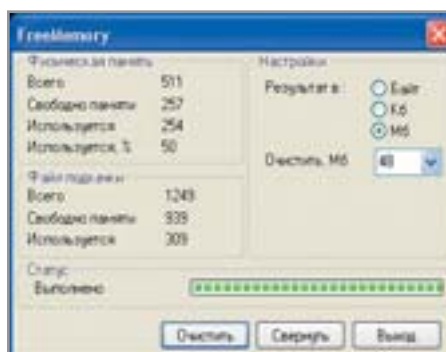 FreeMemory
Физическая память
Всего 511
Свободно памяти 257
Используется 254
Используется, % 50
Файл подкачки
Всего 1249
Свободно памяти 939
Используется 309
Настройки
Результат в: Байт
Кб
Мб
Очистить, Мб 48
Статус
Выполнено
Очистить Свернуть Выход